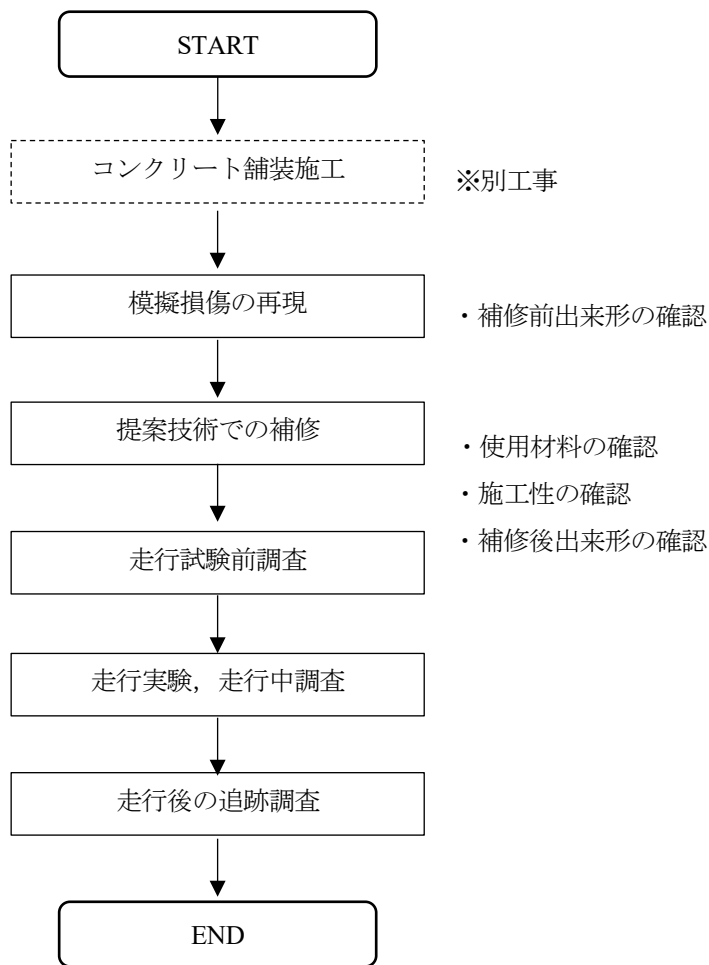 START
コンクリート舗装施工
※別工事
模擬損傷の再現
・補修前出来形の確認
提案技術での補修
・使用材料の確認
・施工性の確認
・補修後出来形の確認
走行試験前調査
走行実験，走行中調査
走行後の追跡調査
END